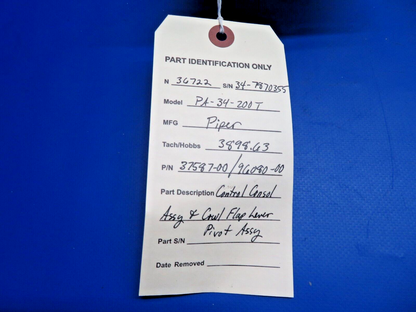 PART IDENTIFICATION ONLY
N 36722 S/N 34-7870355
Model PA-34-200T
MFG Piper
Tach/Hobbs 3898.63
P/N 37587-00/96080-00
Part Description Control Consol
Assy & Cowl Flap Lever
Pivot Assy
Part S/N
Date Removed